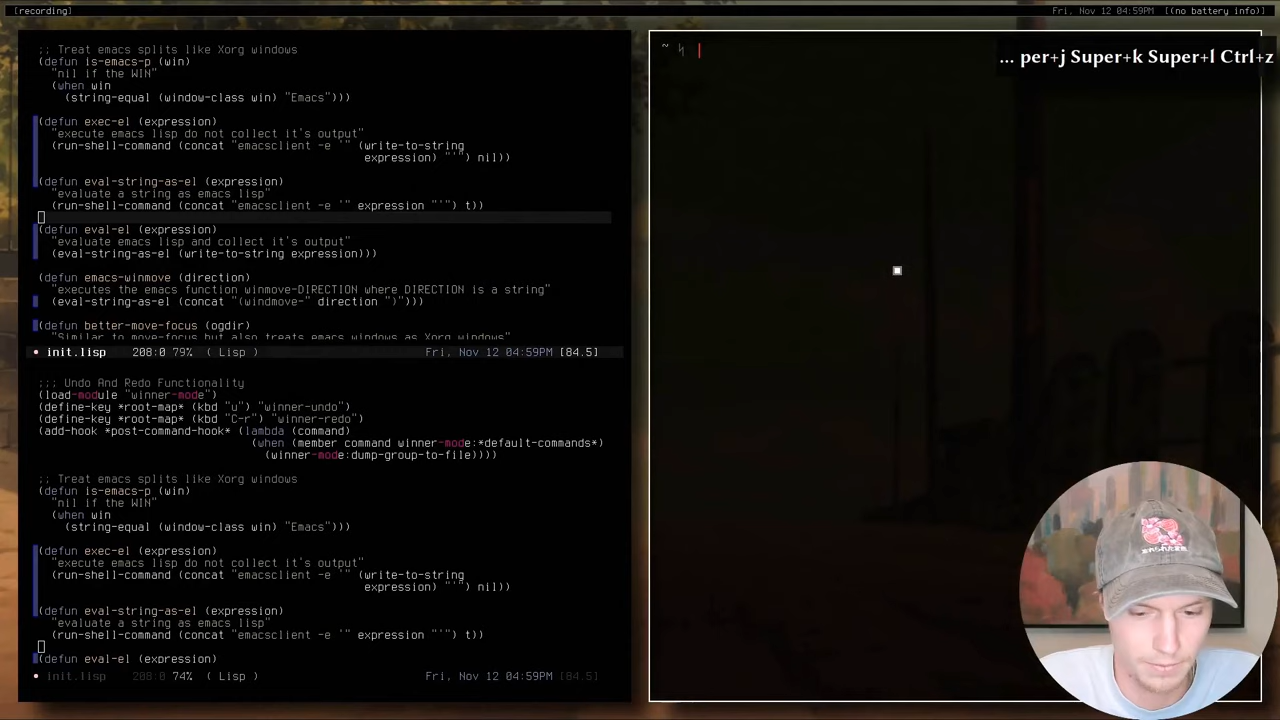 [recording]
Fri, Nov 12 04:59PM [(no battery info)]
;; Treat emacs splits like Xorg windows
(defun is-emacs-p (win)
"nil if the WIN"
(when win
(string-equal (window-class win) "Emacs")))
(defun exec-el (expression)
"execute emacs lisp do not collect it's output"
(run-shell-command (concat "emacsclient -e '" (write-to-string
expression) "'") nil))
(defun eval-string-as-el (expression)
"evaluate a string as emacs lisp"
(run-shell-command (concat "emacsclient -e '" expression "'") t))
(defun eval-el (expression)
"evaluate emacs lisp and collect it's output"
(eval-string-as-el (write-to-string expression)))
(defun emacs-winmove (direction)
"executes the emacs function winmove-DIRECTION where DIRECTION is a string"
(eval-string-as-el (concat "(windmove-" direction ")")))
(defun better-move-focus (ogdir)
"Similar to move-focus but also treats emacs windows as Xorg windows"
• init.lisp 208:0 79% ( Lisp ) Fri, Nov 12 04:59PM [84.5]
;;; Undo And Redo Functionality
(load-module "winner-mode")
(define-key *root-map* (kbd "u") "winner-undo")
(define-key *root-map* (kbd "C-r") "winner-redo")
(add-hook *post-command-hook* (lambda (command)
(when (member command winner-mode:*default-commands*)
(winner-mode:dump-group-to-file))))
;; Treat emacs splits like Xorg windows
(defun is-emacs-p (win)
"nil if the WIN"
(when win
(string-equal (window-class win) "Emacs")))
(defun exec-el (expression)
"execute emacs lisp do not collect it's output"
(run-shell-command (concat "emacsclient -e '" (write-to-string
expression) "'") nil))
(defun eval-string-as-el (expression)
"evaluate a string as emacs lisp"
(run-shell-command (concat "emacsclient -e '" expression "'") t))
(defun eval-el (expression)
• init.lisp 208:0 74% ( Lisp ) Fri, Nov 12 04:59PM [84.5]
~ ᛋ
... per+j Super+k Super+l Ctrl+z